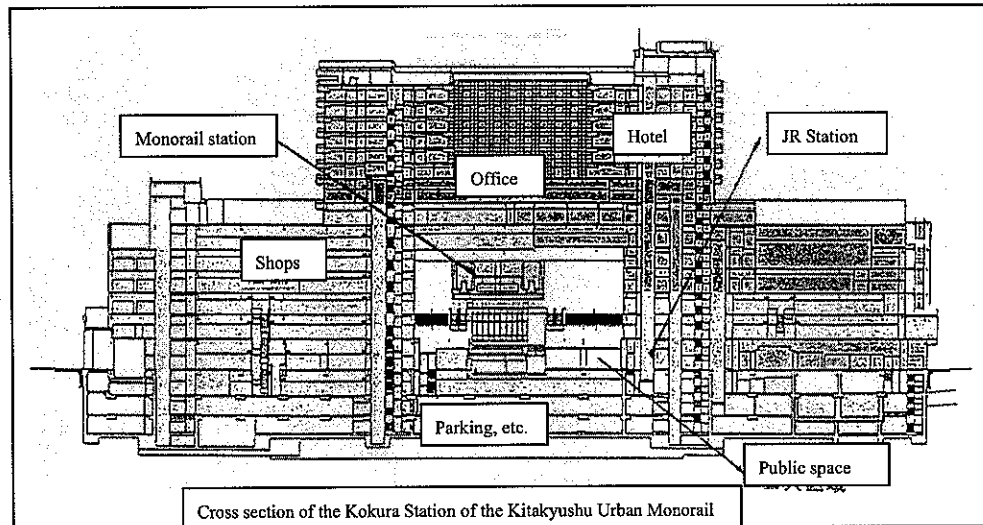 Monorail station
Hotel
JR Station
Office
Shops
Parking, etc.
Public space
Cross section of the Kokura Station of the Kitakyushu Urban Monorail